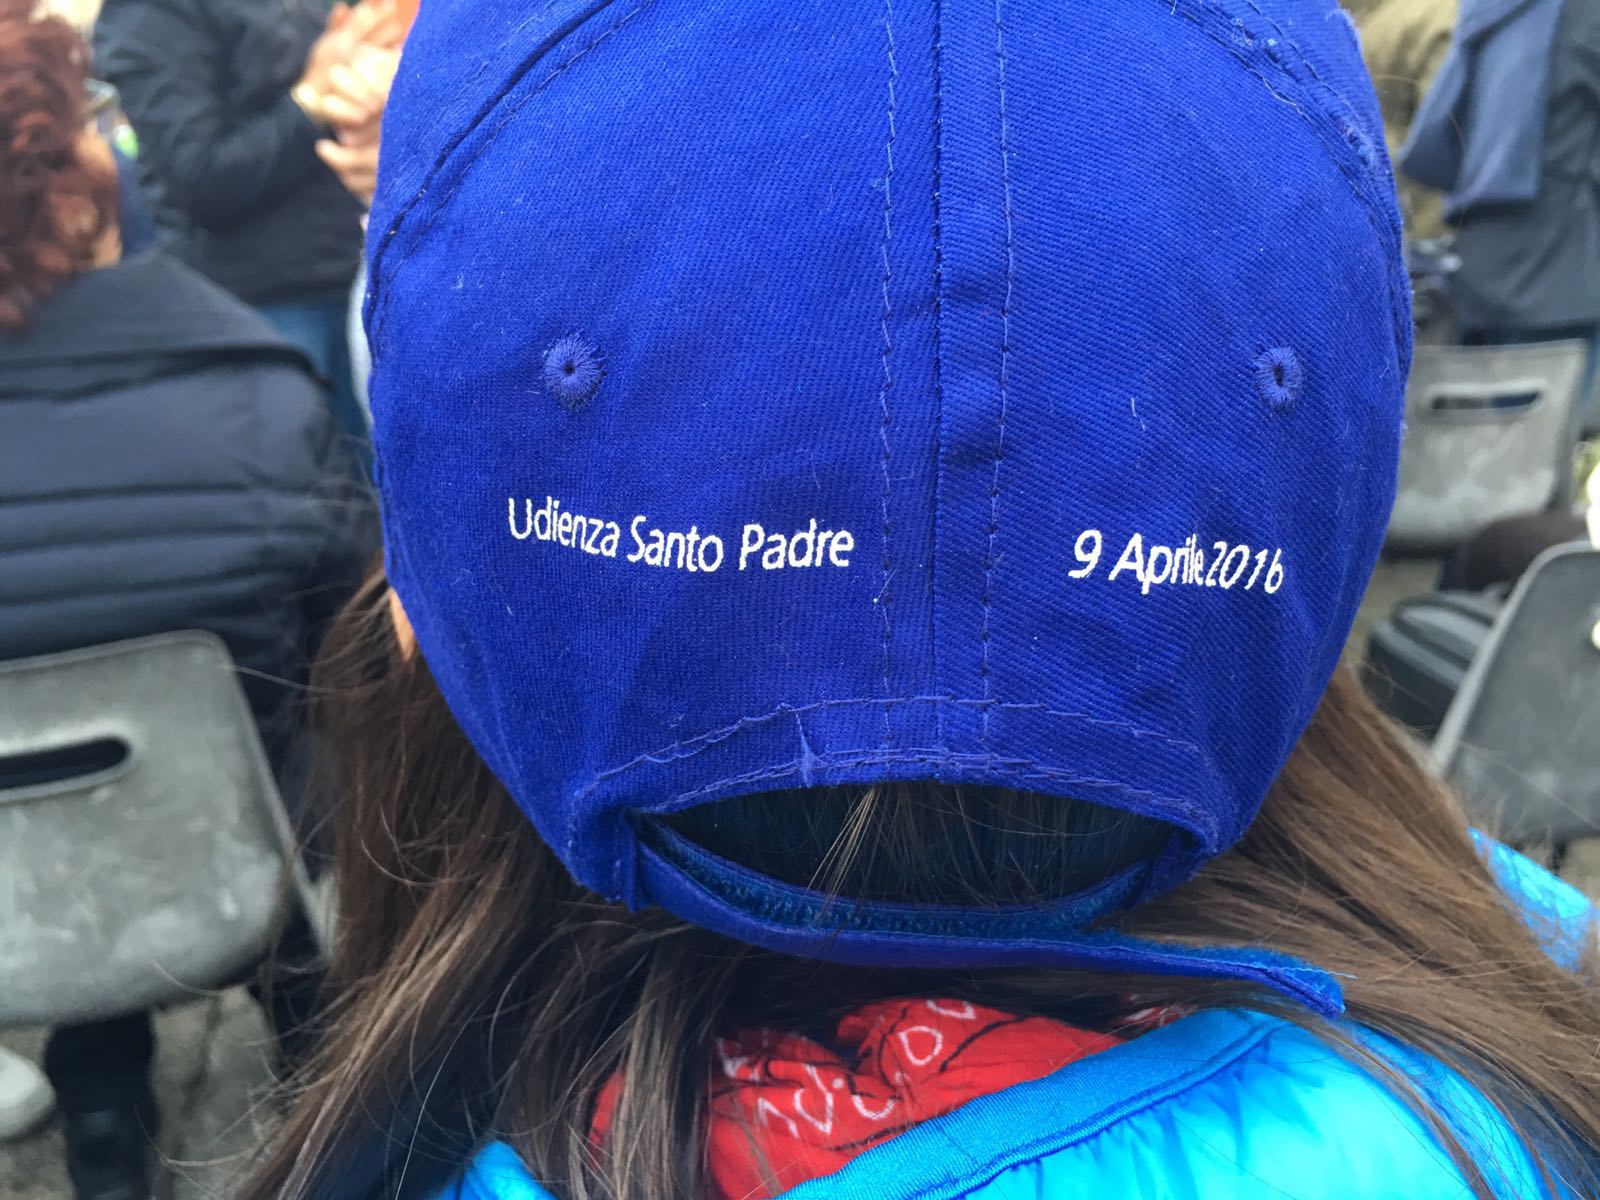 Udienza Santo Padre
9 Aprile 2016